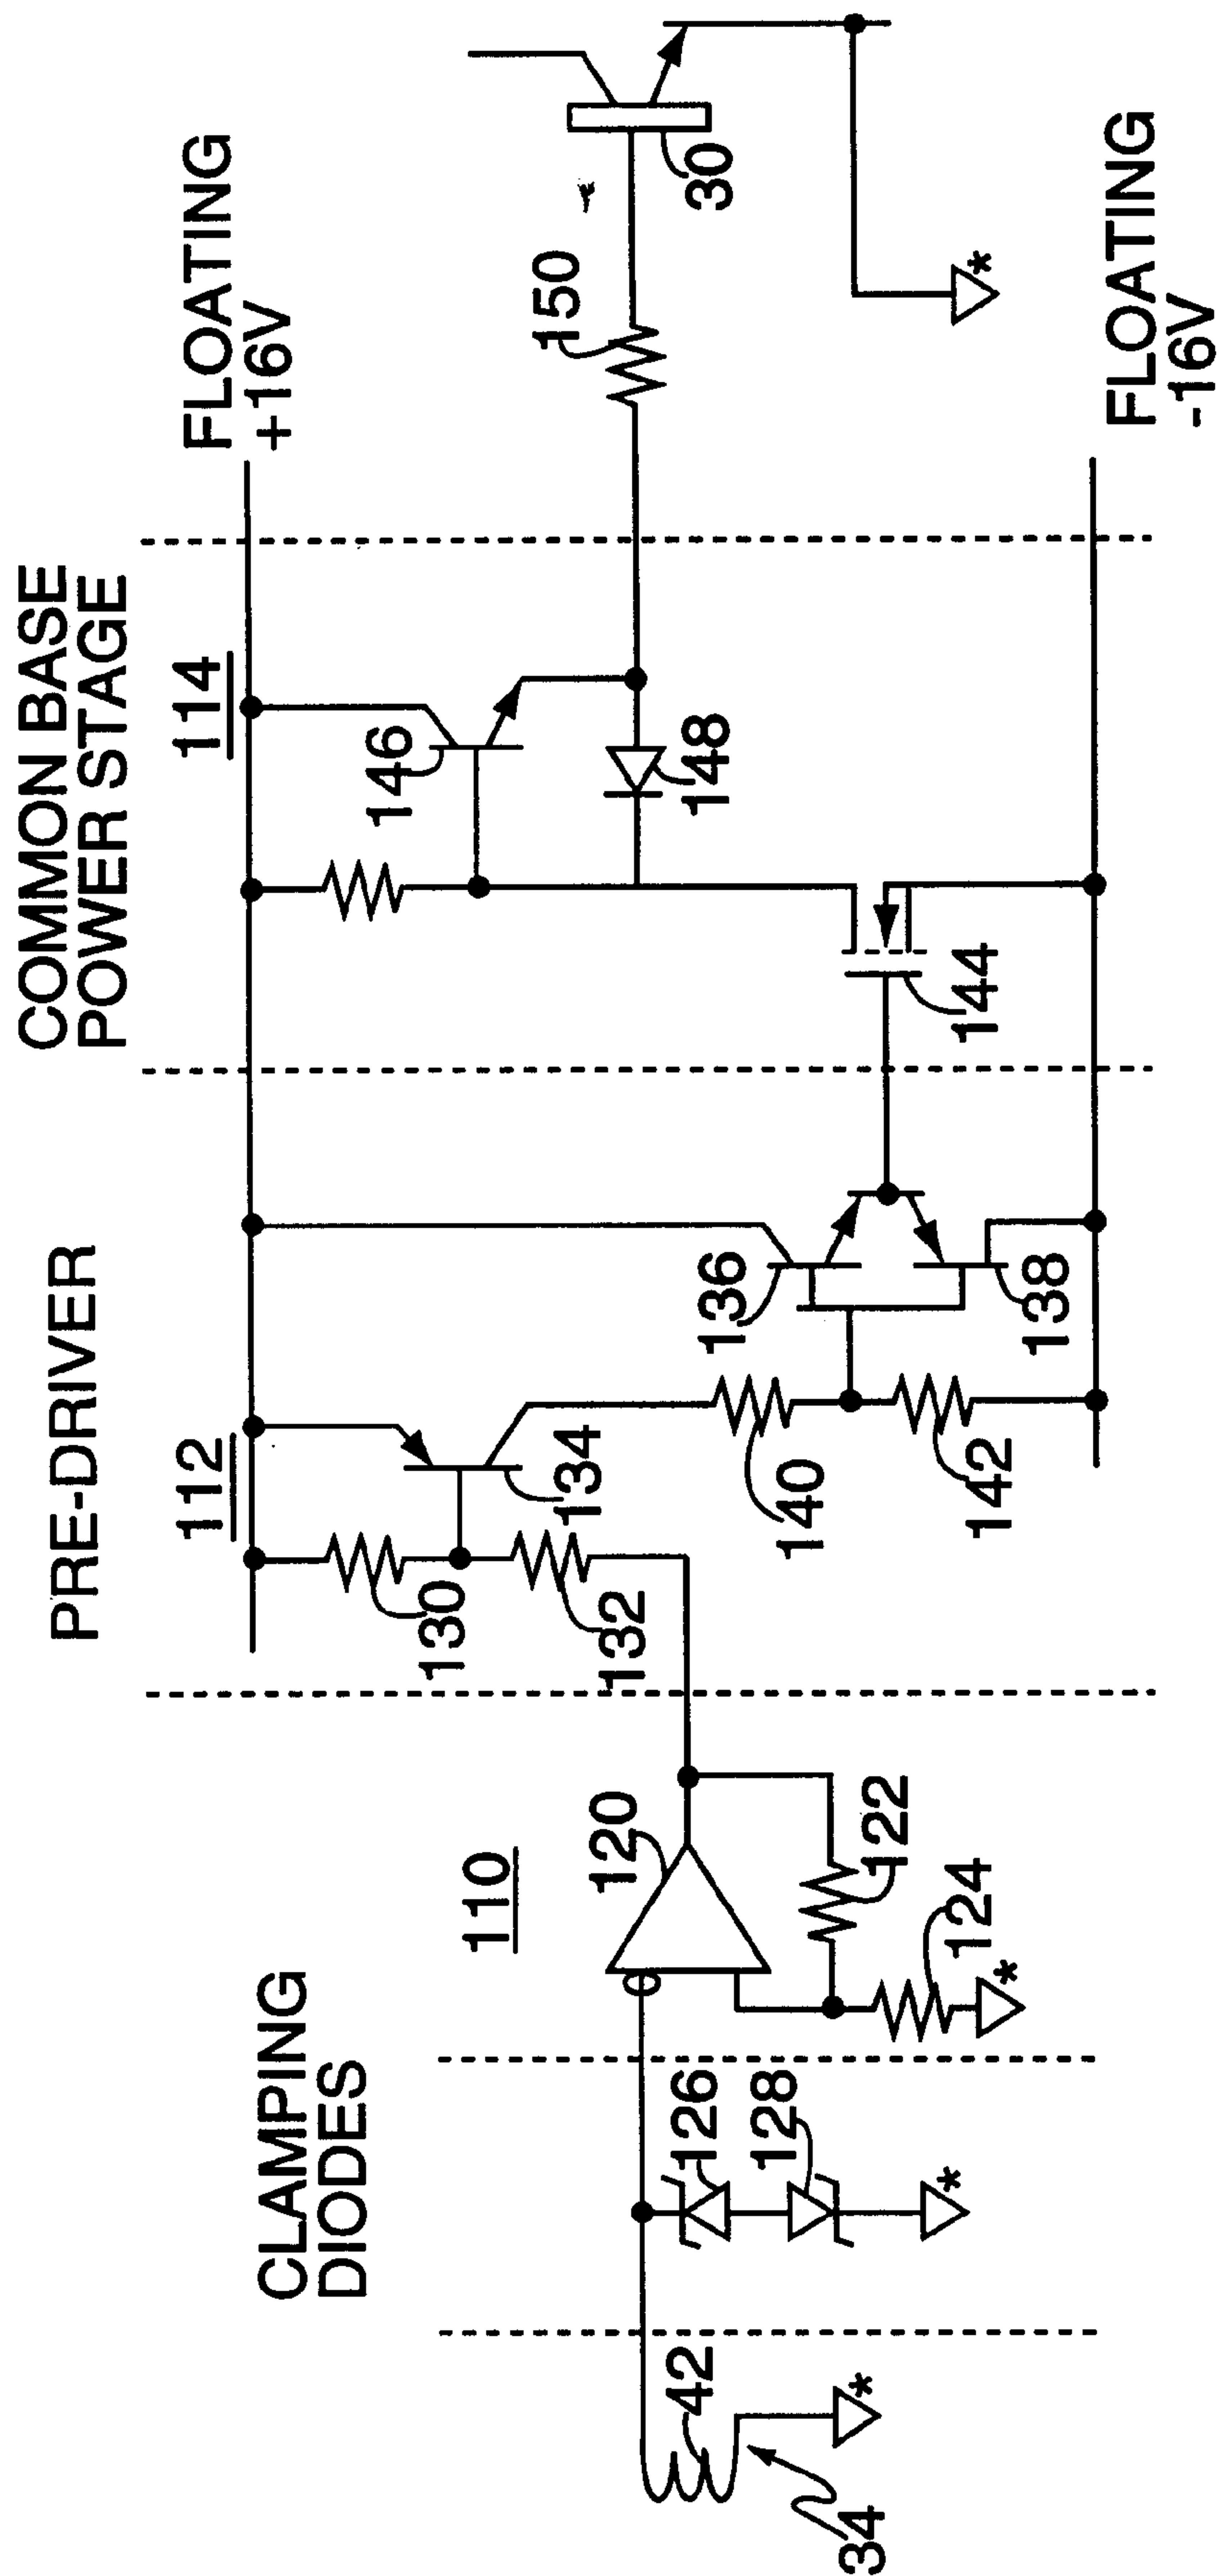 CLAMPING
DIODES
PRE-DRIVER
COMMON BASE
POWER STAGE
FLOATING
+16V
110
112
114
34
42
126
128
*
*
120
122
124
*
130
132
134
140
142
136
138
144
146
148
150
30
*
FLOATING
-16V